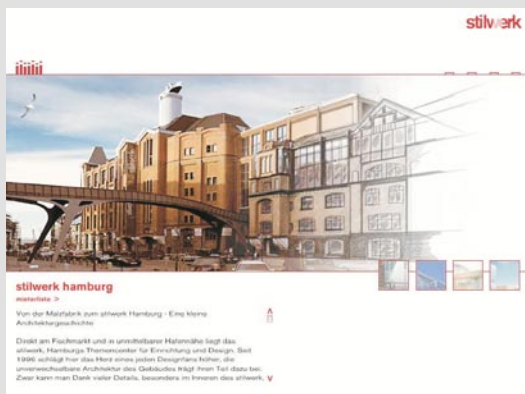 stilwerk
stilwerk hamburg
mieterliste >
Von der Malzfabrik zum stilwerk Hamburg - Eine kleine
Architekturgeschichte
Direkt am Fischmarkt und in unmittelbarer Hafennähe liegt das
stilwerk, Hamburgs Themencenter für Einrichtung und Design. Seit
1996 schlägt hier das Herz eines jeden Designfans höher, die
unverwechselbare Architektur des Gebäudes trägt ihren Teil dazu bei.
Zwar kann man Dank vieler Details, besonders im Inneren des stilwerk,